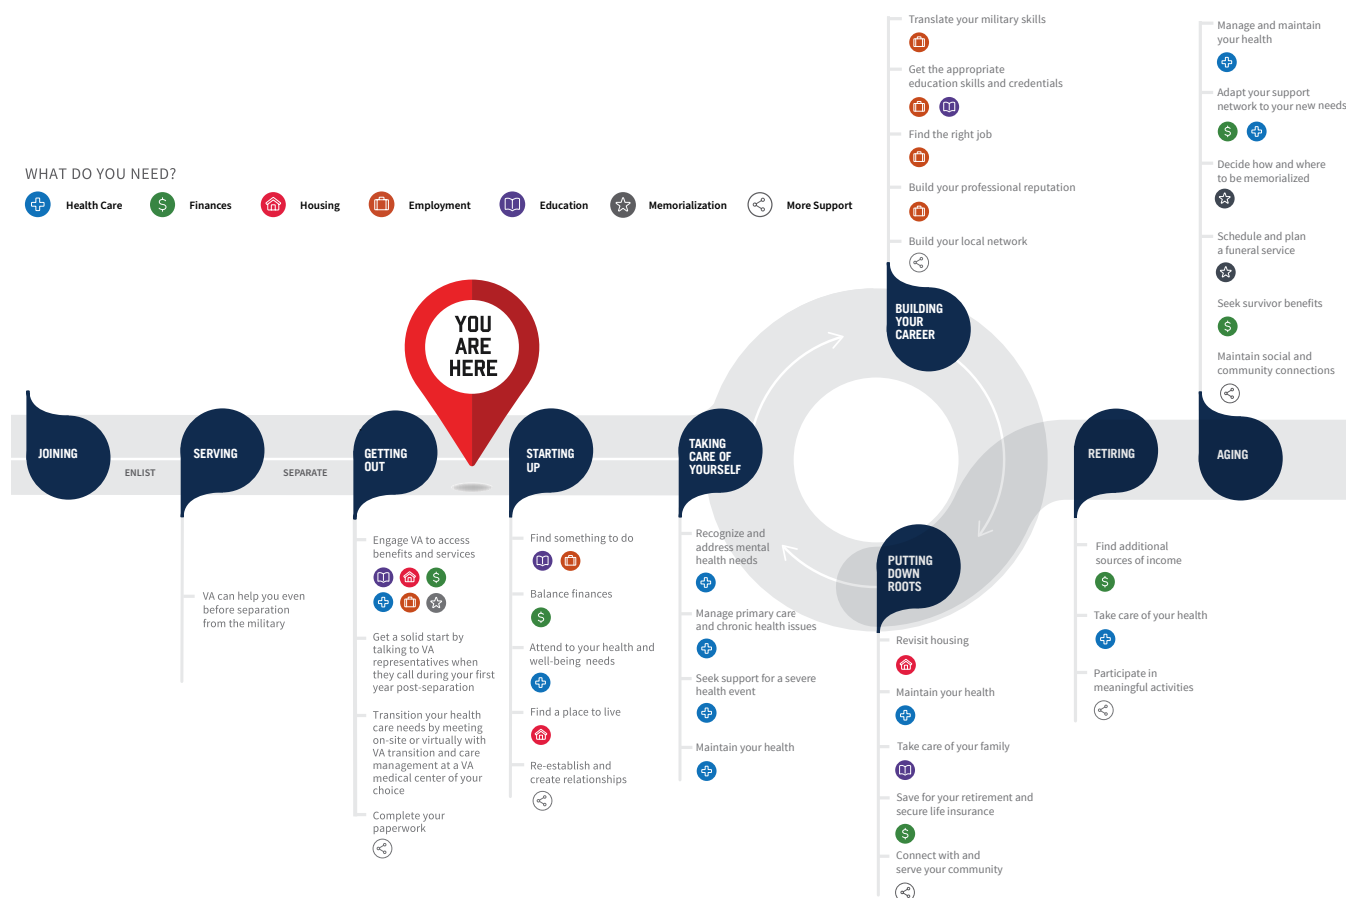 WHAT DO YOU NEED?
Health Care
Finances
Housing
Employment
Education
Memorialization
More Support
YOU
ARE
HERE
JOINING
ENLIST
SERVING
VA can help you even
before separation
from the military
SEPARATE
GETTING
OUT
Engage VA to access
benefits and services
Get a solid start by
talking to VA
representatives when
they call during your first
year post-separation
Transition your health
care needs by meeting
on-site or virtually with
VA transition and care
management at a VA
medical center of your
choice
Complete your
paperwork
STARTING
UP
Find something to do
Balance finances
Attend to your health and
well-being needs
Find a place to live
Re-establish and
create relationships
TAKING
CARE OF
YOURSELF
Recognize and
address mental
health needs
Manage primary care
and chronic health issues
Seek support for a severe
health event
Maintain your health
Translate your military skills
Get the appropriate
education skills and credentials
Find the right job
Build your professional reputation
Build your local network
BUILDING
YOUR
CAREER
PUTTING
DOWN
ROOTS
Revisit housing
Maintain your health
Take care of your family
Save for your retirement and
secure life insurance
Connect with and
serve your community
RETIRING
Find additional
sources of income
Take care of your health
Participate in
meaningful activities
Manage and maintain
your health
Adapt your support
network to your new needs
Decide how and where
to be memorialized
Schedule and plan
a funeral service
Seek survivor benefits
Maintain social and
community connections
AGING